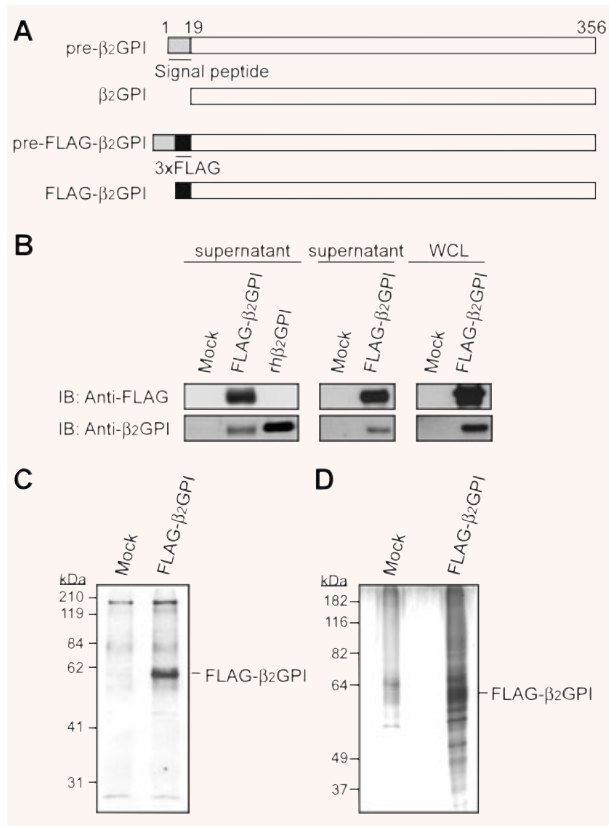 A
1 19 356
pre-β2GPI
Signal peptide
β2GPI
pre-FLAG-β2GPI
3xFLAG
FLAG-β2GPI
B
supernatant supernatant WCL
Mock FLAG-β2GPI rhβ2GPI Mock FLAG-β2GPI Mock FLAG-β2GPI
IB: Anti-FLAG
IB: Anti-β2GPI
C
Mock FLAG-β2GPI
kDa
210
119
84
62
FLAG-β2GPI
41
31
D
Mock FLAG-β2GPI
kDa
182
116
82
64
FLAG-β2GPI
49
37